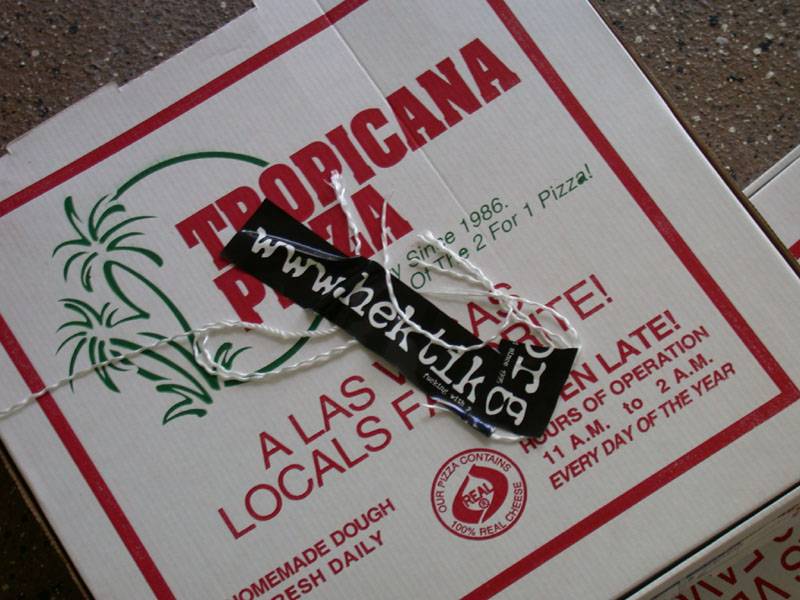 TROPICANA
PIZZA
Since 1986.
Of The 2 For 1 Pizza!
A LAS
LOCALS
OPEN LATE!
HOURS OF OPERATION
11 A.M. to 2 A.M.
EVERY DAY OF THE YEAR
OUR PIZZA CONTAINS
REAL
100% REAL CHEESE
HOMEMADE DOUGH
FRESH DAILY
www.hektik